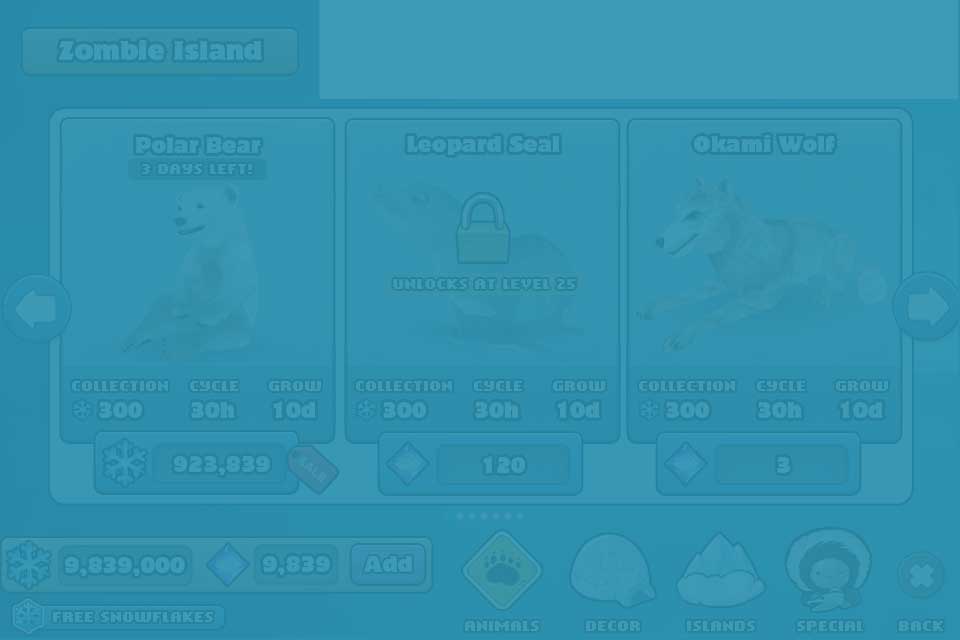 Zombie Island
Polar Bear
3 DAYS LEFT!
Leopard Seal
Okami Wolf
UNLOCKS AT LEVEL 25
COLLECTION CYCLE GROW
300 30h 10d
COLLECTION CYCLE GROW
300 30h 10d
COLLECTION CYCLE GROW
300 30h 10d
923,839
SALE
120
3
9,839,000
9,839
Add
FREE SNOWFLAKES
ANIMALS
DECOR
ISLANDS
SPECIAL
BACK